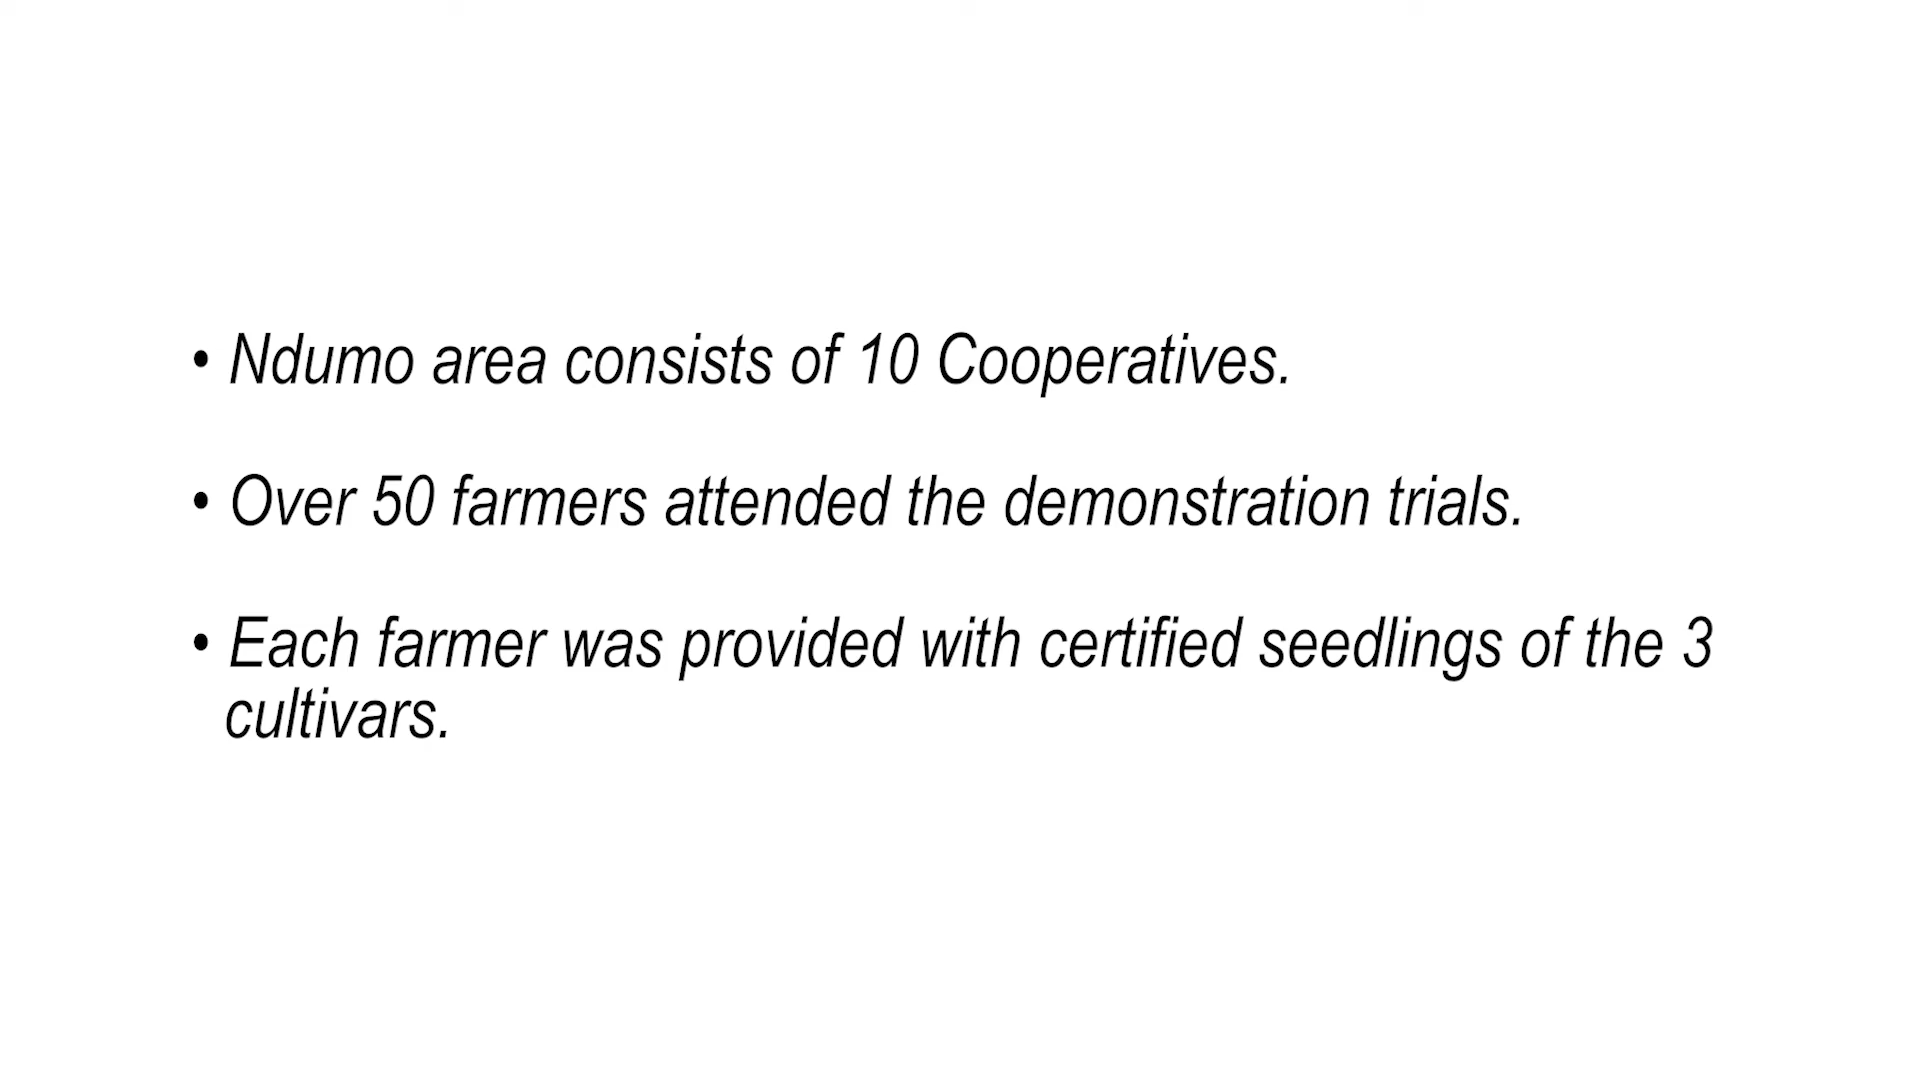 • Ndumo area consists of 10 Cooperatives.
• Over 50 farmers attended the demonstration trials.
• Each farmer was provided with certified seedlings of the 3
cultivars.